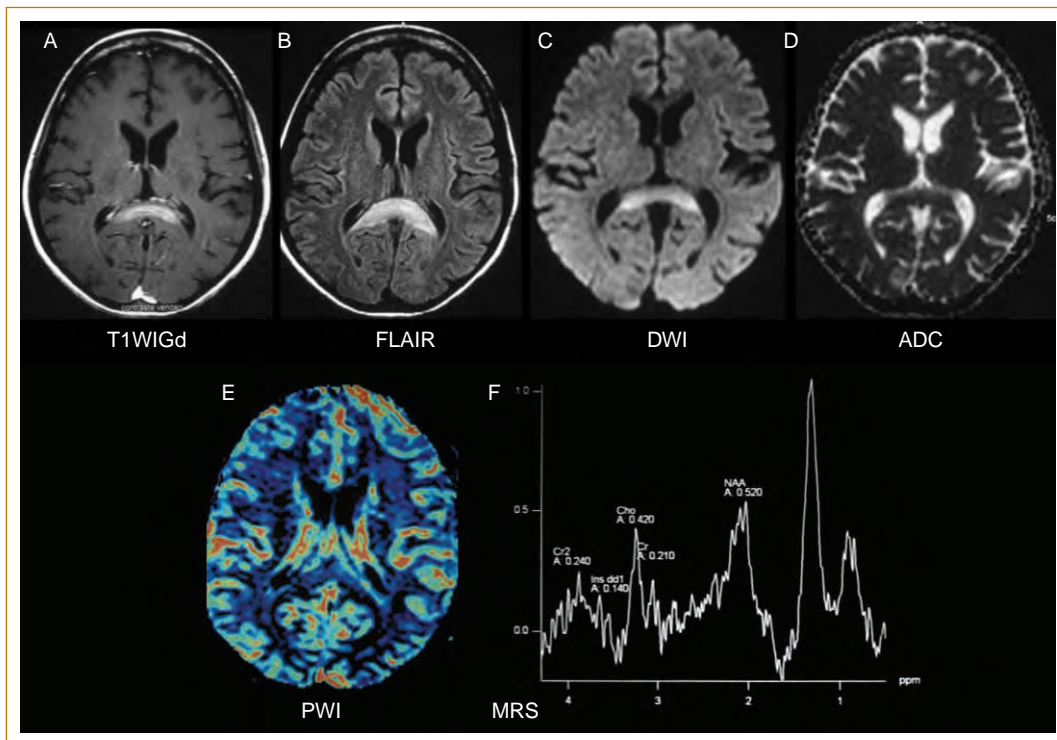 A
B
C
D
contraste venoso
T1WIGd
FLAIR
DWI
ADC
E
F
1.0
0.5
0.0
Cr2
A: 0.240
Ins dd1
A: 0.140
Cho
A: 0.420
Cr
A: 0.210
NAA
A: 0.520
4
3
2
1
ppm
PWI
MRS